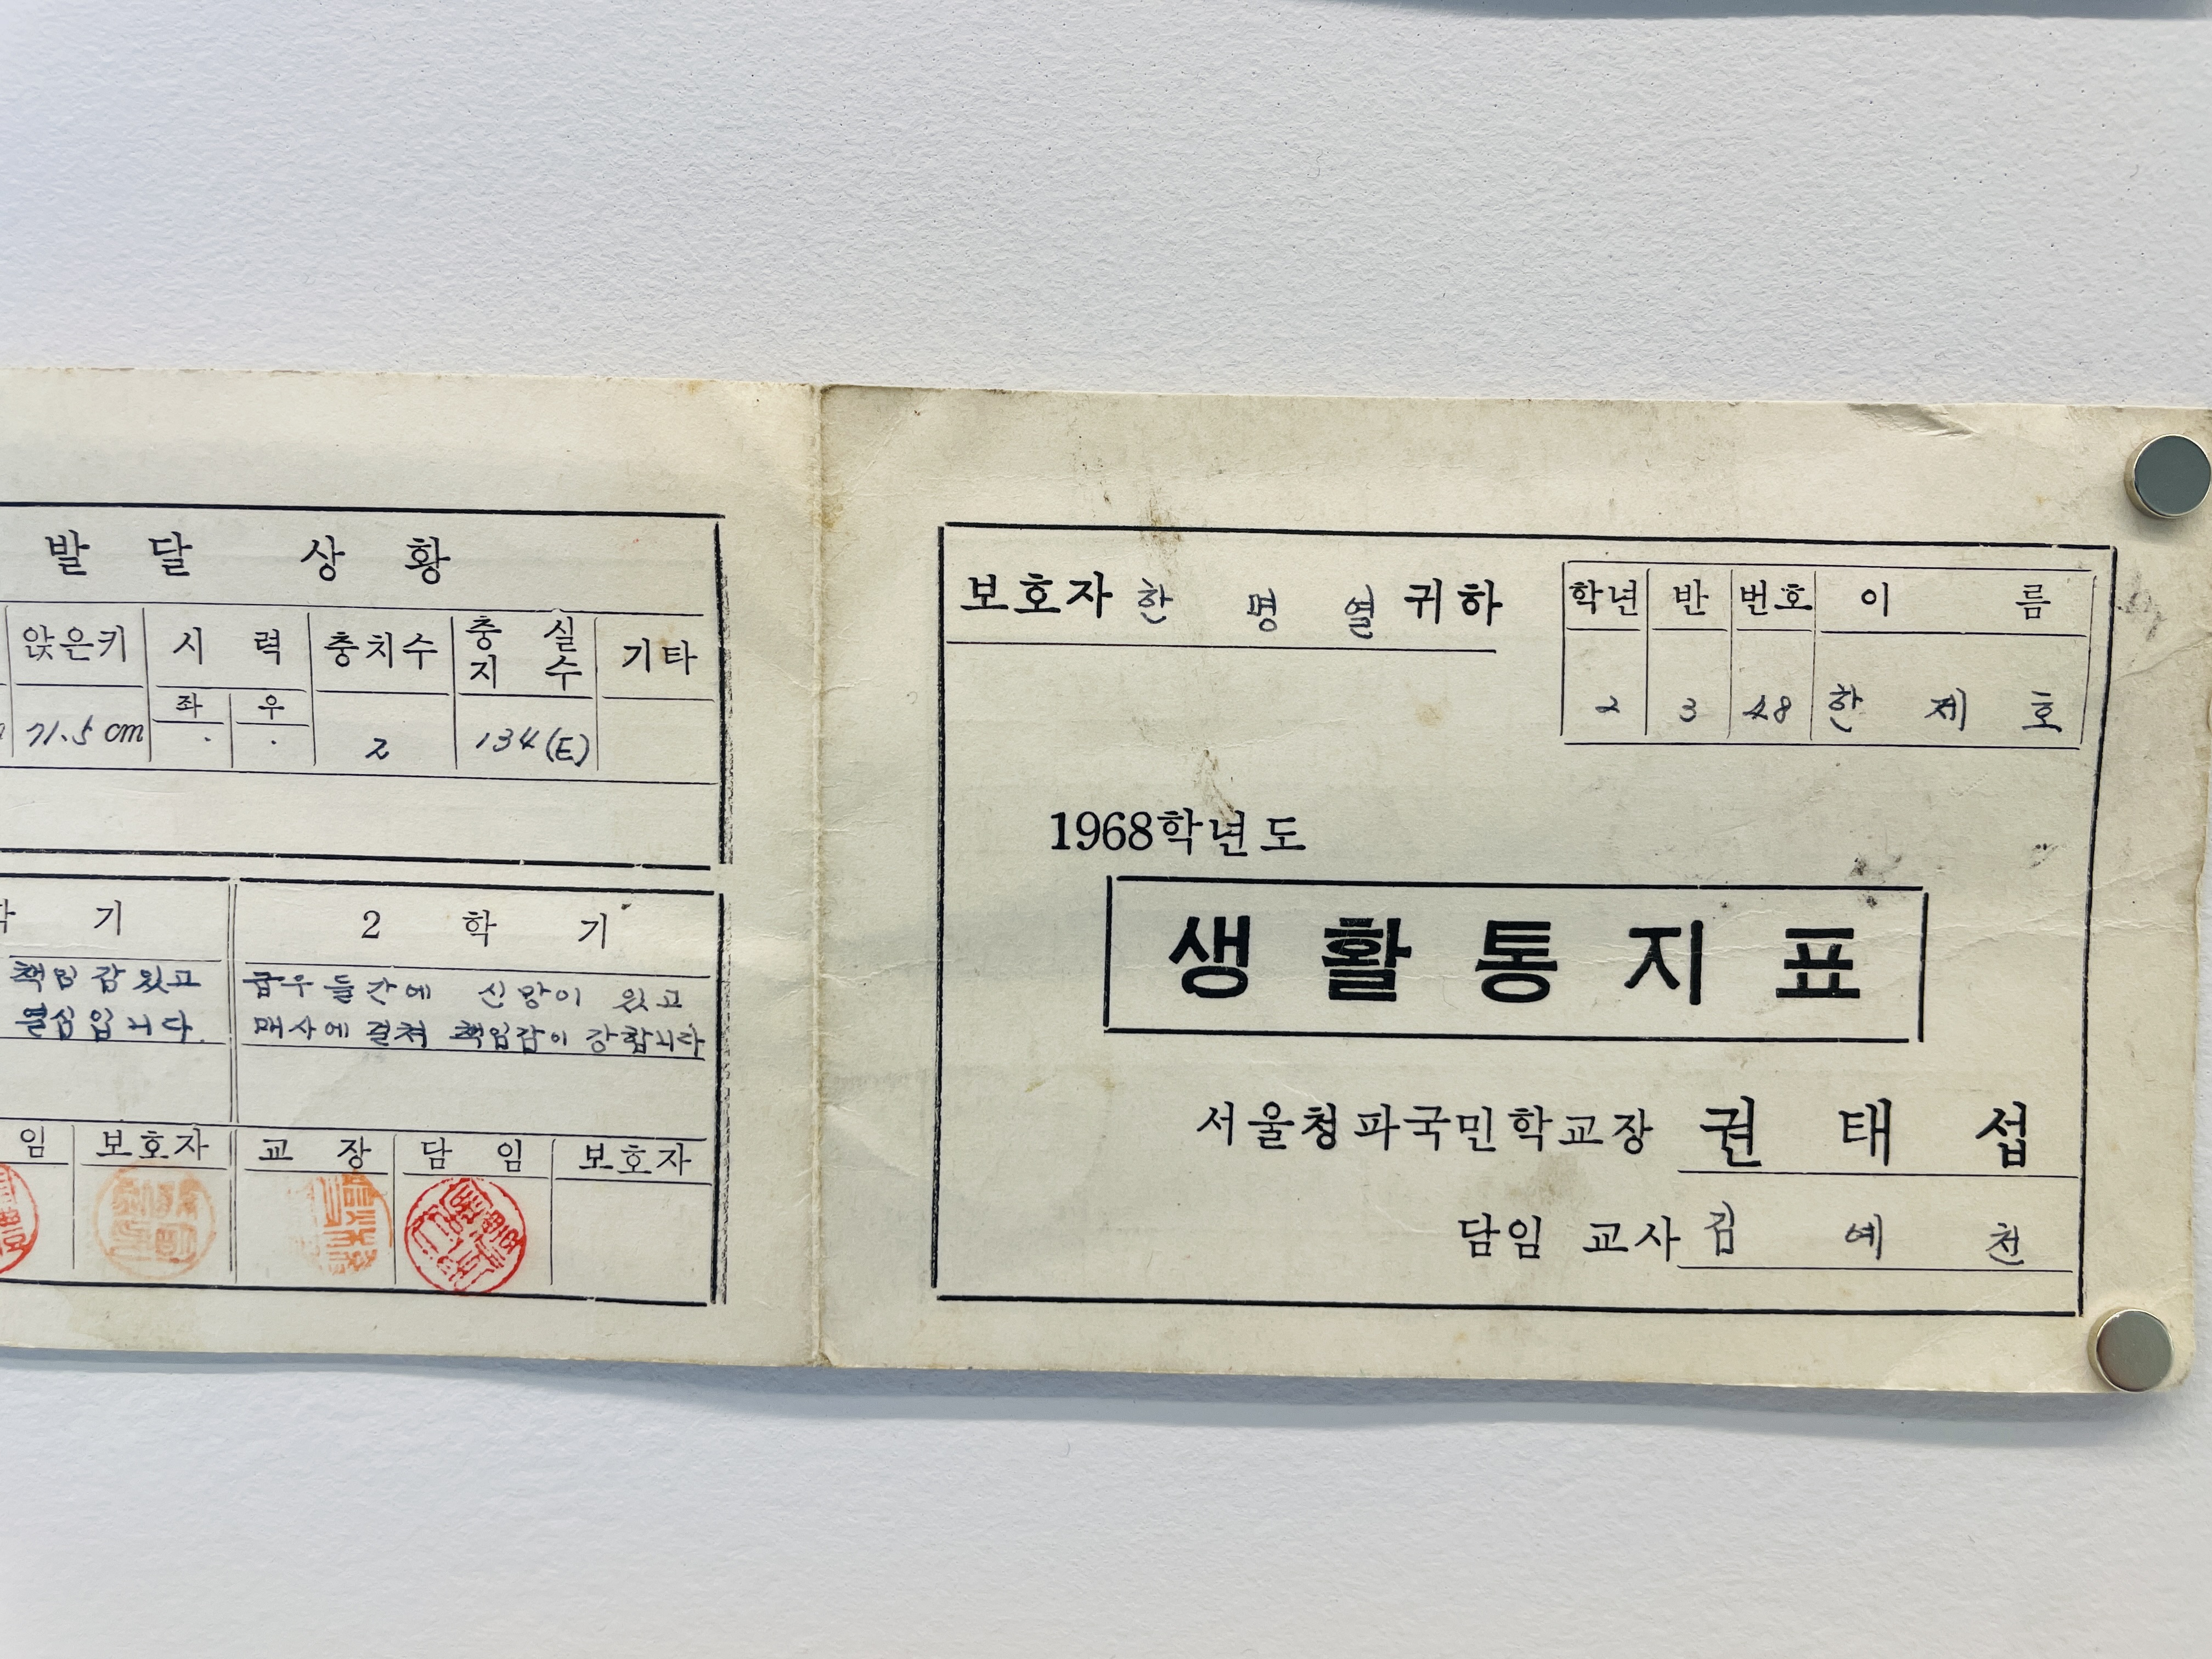 발 달 상 황
앉은키 시 력 충치수 충 실 지 수 기타
좌 우
71.5 cm . . 2 134(E)
기 2 학 기
책임감 있고
열심입니다.
급우들간에 신망이 있고
매사에 걸쳐 책임감이 강합니다
임 보호자 교 장 담 임 보호자
보호자 한 명 열 귀하
학년 반 번호 이 름
2 3 48 한 제 호
1968학년도
생 활 통 지 표
서울청파국민학교장 권 태 섭
담임 교사 김 예 천